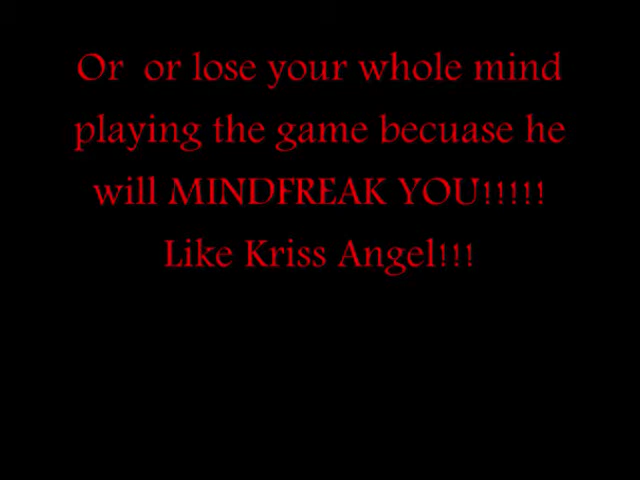 Or  or lose your whole mind
playing the game becuase he
will MINDFREAK YOU!!!!!
Like Kriss Angel!!!